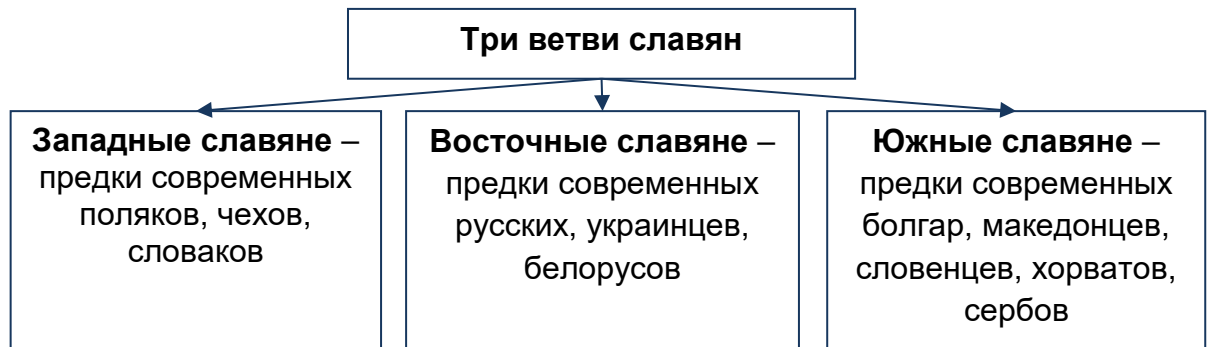 Три ветви славян
Западные славяне –
предки современных
поляков, чехов,
словаков
Восточные славяне –
предки современных
русских, украинцев,
белорусов
Южные славяне –
предки современных
болгар, македонцев,
словенцев, хорватов,
сербов